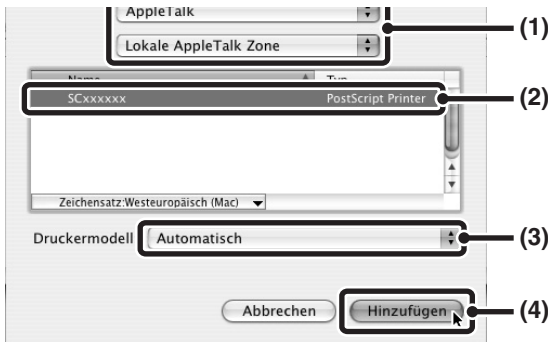 AppleTalk
(1)
Lokale AppleTalk Zone
Name Typ
SCxxxxxx PostScript Printer
(2)
Zeichensatz:Westeuropäisch (Mac)
Druckermodell Automatisch
(3)
Abbrechen Hinzufügen
(4)